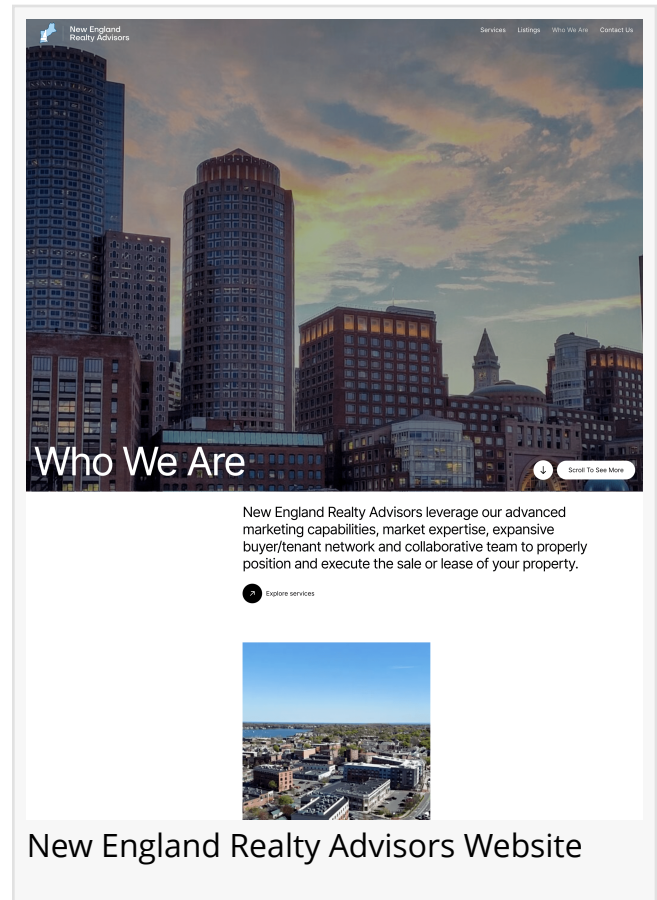 New England
Realty Advisors
Services
Listings
Who We Are
Contact Us
Who We Are
Scroll To See More
New England Realty Advisors leverage our advanced
marketing capabilities, market expertise, expansive
buyer/tenant network and collaborative team to properly
position and execute the sale or lease of your property.
Explore services
New England Realty Advisors Website